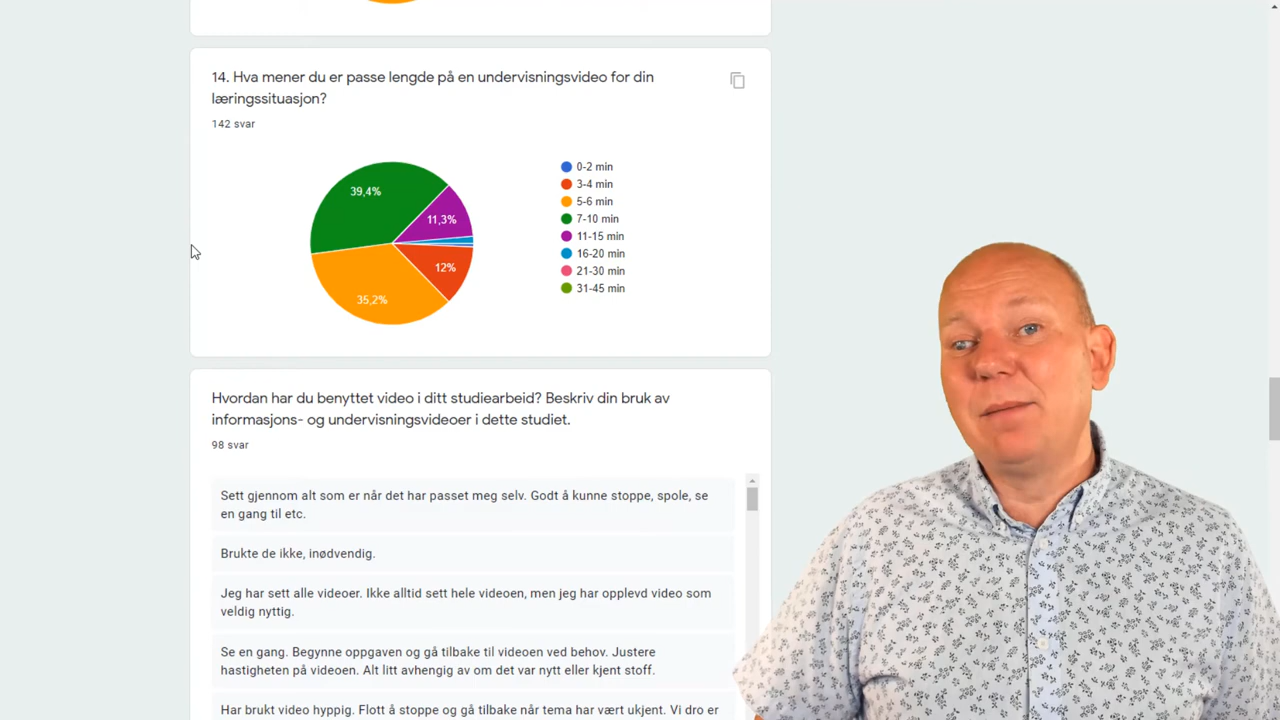 14. Hva mener du er passe lengde på en undervisningsvideo for din
læringssituasjon?
142 svar
39,4%
11,3%
12%
35,2%
0-2 min
3-4 min
5-6 min
7-10 min
11-15 min
16-20 min
21-30 min
31-45 min
Hvordan har du benyttet video i ditt studiearbeid? Beskriv din bruk av
informasjons- og undervisningsvideoer i dette studiet.
98 svar
Sett gjennom alt som er når det har passet meg selv. Godt å kunne stoppe, spole, se
en gang til etc.
Brukte de ikke, inødvendig.
Jeg har sett alle videoer. Ikke alltid sett hele videoen, men jeg har opplevd video som
veldig nyttig.
Se en gang. Begynne oppgaven og gå tilbake til videoen ved behov. Justere
hastigheten på videoen. Alt litt avhengig av om det var nytt eller kjent stoff.
Har brukt video hyppig. Flott å stoppe og gå tilbake når tema har vært ukjent. Vi dro er